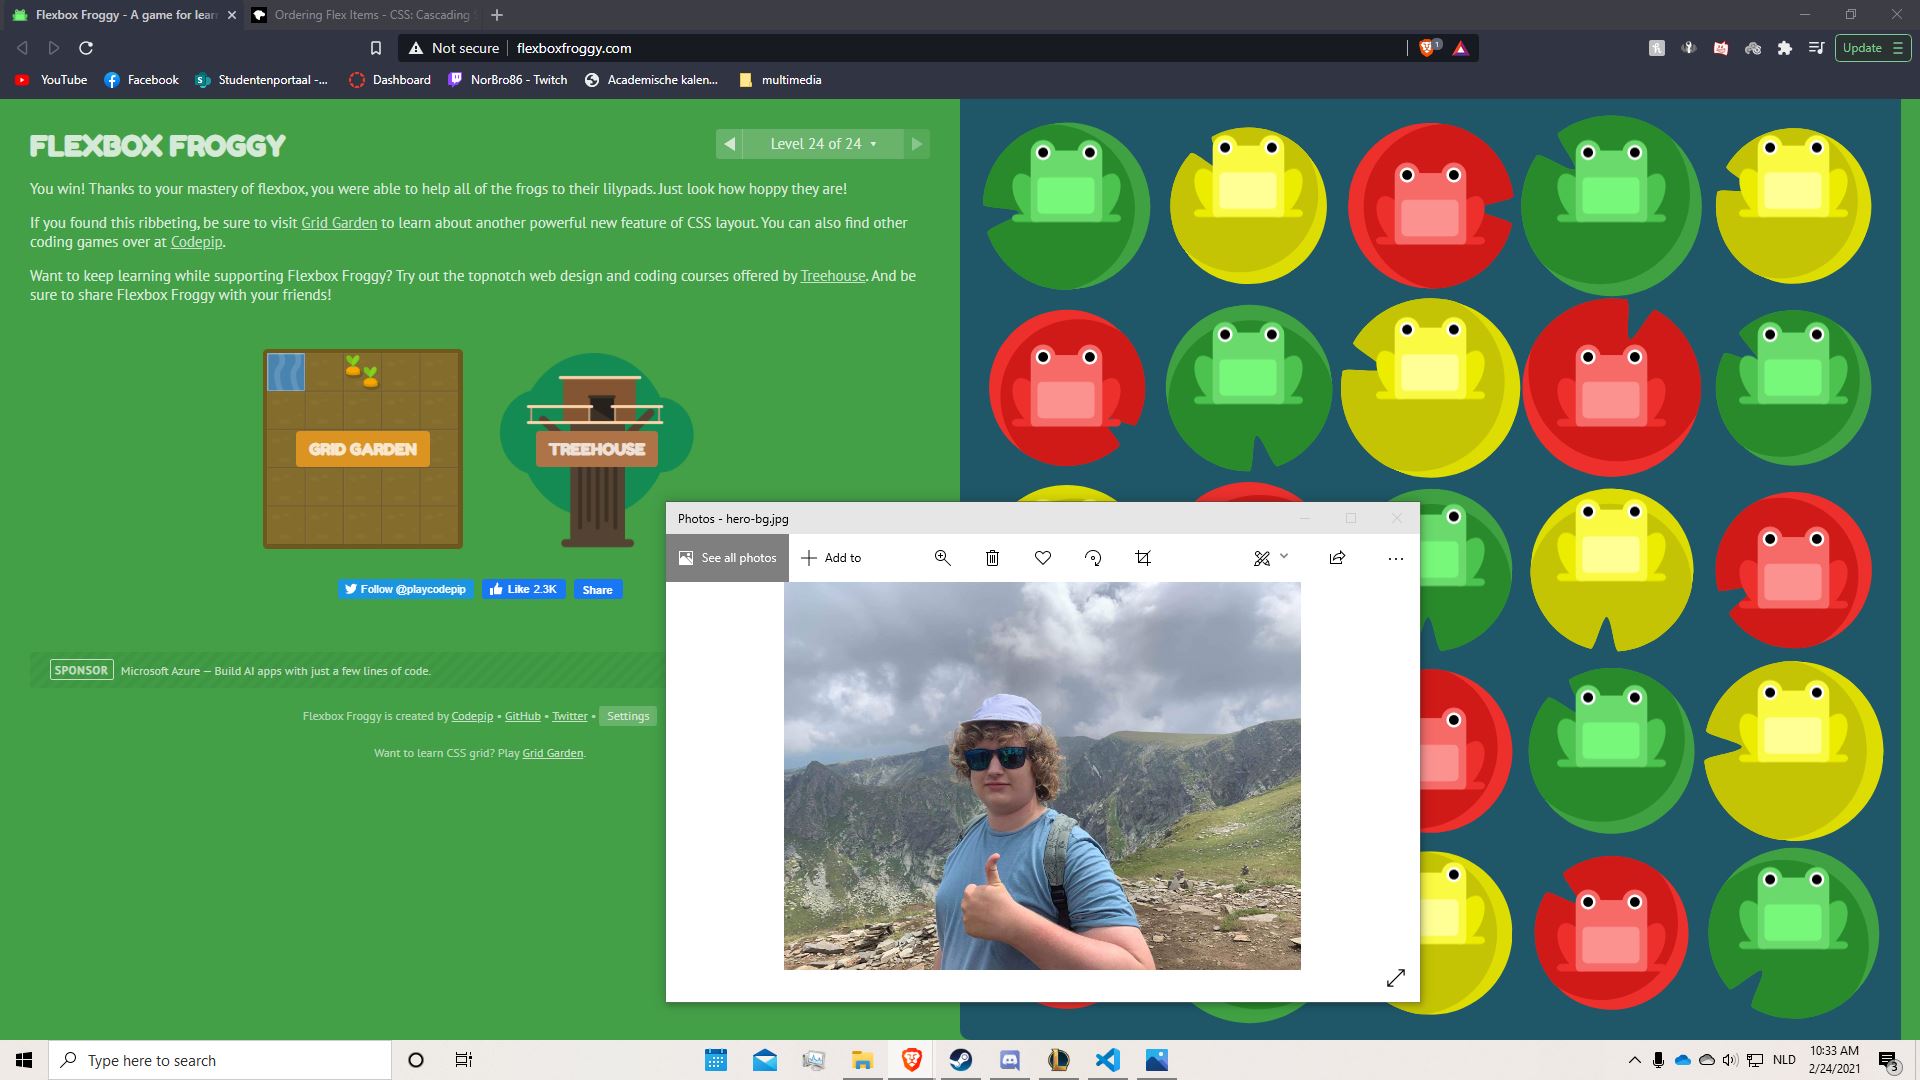 Flexbox Froggy - A game for lear
Ordering Flex Items - CSS: Cascading S
Not secure
flexboxfroggy.com
1
Update
YouTube
Facebook
Studentenportaal -...
Dashboard
NorBro86 - Twitch
Academische kalen...
multimedia
FLEXBOX FROGGY
Level 24 of 24
You win! Thanks to your mastery of flexbox, you were able to help all of the frogs to their lilypads. Just look how hoppy they are!
If you found this ribbeting, be sure to visit Grid Garden to learn about another powerful new feature of CSS layout. You can also find other
coding games over at Codepip.
Want to keep learning while supporting Flexbox Froggy? Try out the topnotch web design and coding courses offered by Treehouse. And be
sure to share Flexbox Froggy with your friends!
GRID GARDEN
TREEHOUSE
Follow @playcodepip
Like 2.3K
Share
SPONSOR
Microsoft Azure — Build AI apps with just a few lines of code.
Flexbox Froggy is created by Codepip • GitHub • Twitter • Settings
Want to learn CSS grid? Play Grid Garden.
Photos - hero-bg.jpg
See all photos
Add to
Type here to search
NLD
10:33 AM
2/24/2021
3